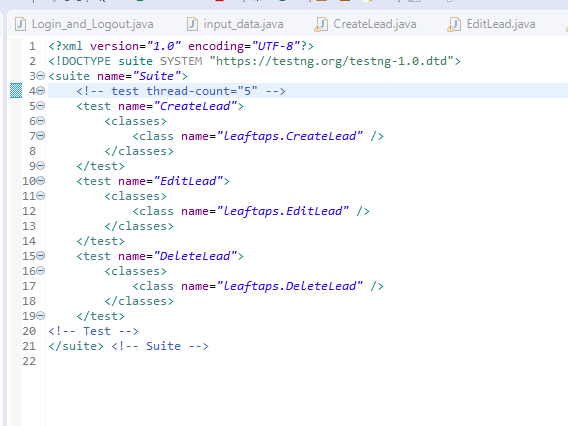 Login_and_Logout.java input_data.java CreateLead.java EditLead.java
1 <?xml version="1.0" encoding="UTF-8"?>
2 <!DOCTYPE suite SYSTEM "https://testng.org/testng-1.0.dtd">
3 <suite name="Suite">
4 <!-- test thread-count="5" -->
5 <test name="CreateLead">
6 <classes>
7 <class name="leaftaps.CreateLead" />
8 </classes>
9 </test>
10 <test name="EditLead">
11 <classes>
12 <class name="leaftaps.EditLead" />
13 </classes>
14 </test>
15 <test name="DeleteLead">
16 <classes>
17 <class name="leaftaps.DeleteLead" />
18 </classes>
19 </test>
20 <!-- Test -->
21 </suite> <!-- Suite -->
22